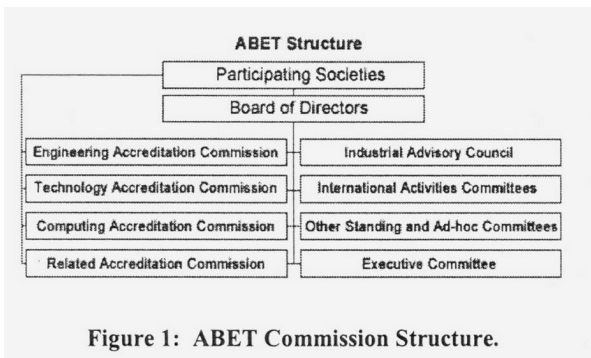 ABET Structure
Participating Societies
Board of Directors
Engineering Accreditation Commission
Industrial Advisory Council
Technology Accreditation Commission
International Activities Committees
Computing Accreditation Commission
Other Standing and Ad-hoc Committees
Related Accreditation Commission
Executive Committee
Figure 1: ABET Commission Structure.